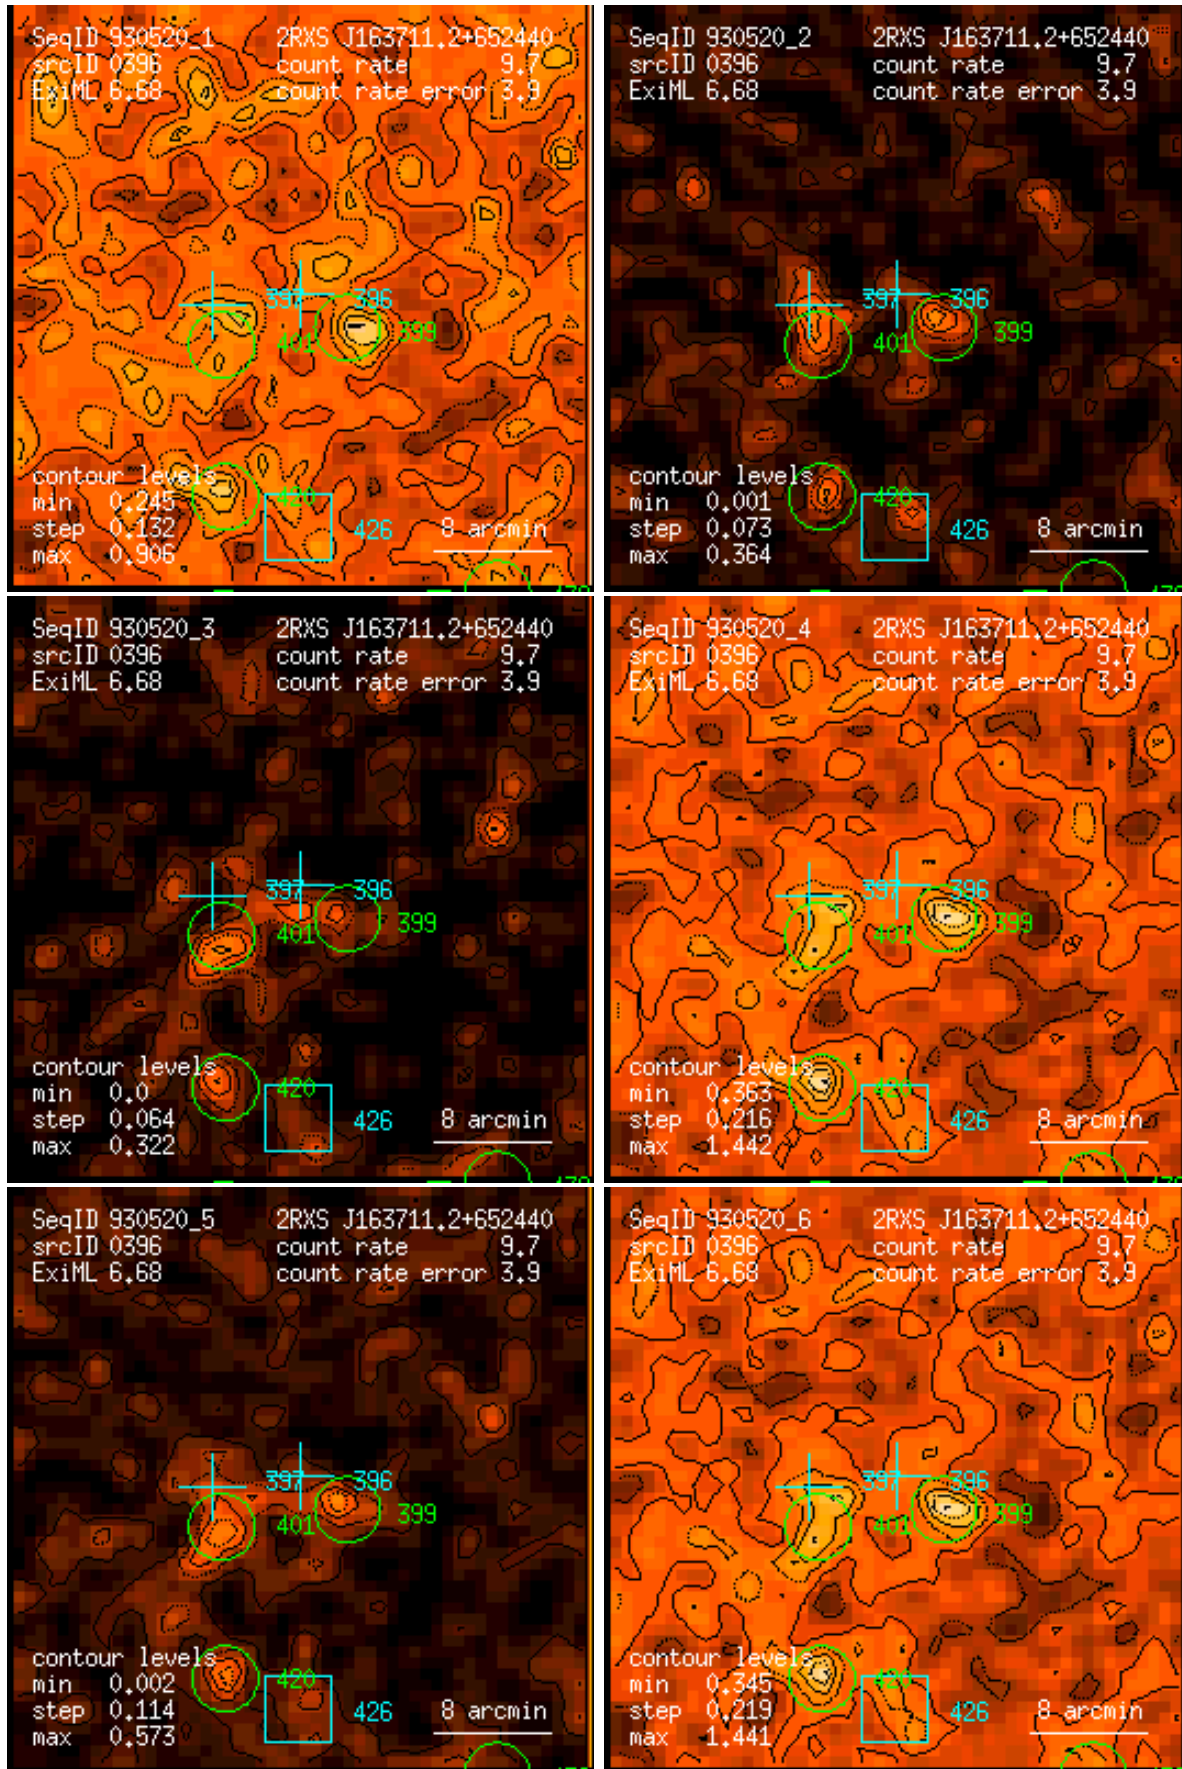 SeqID 930520_1 2RXS J163711.2+652440
srcID 0396 count rate 9.7
ExiML 6.68 count rate error 3.9
397 396
401 399
contour levels
min 0.245 420
step 0.132 426 8 arcmin
max 0.906
SeqID 930520_2 2RXS J163711.2+652440
srcID 0396 count rate 9.7
ExiML 6.68 count rate error 3.9
397 396
401 399
contour levels
min 0.001 420
step 0.073 426 8 arcmin
max 0.364
SeqID 930520_3 2RXS J163711.2+652440
srcID 0396 count rate 9.7
ExiML 6.68 count rate error 3.9
397 396
401 399
contour levels
min 0.0 420
step 0.064 426 8 arcmin
max 0.322
SeqID 930520_4 2RXS J163711.2+652440
srcID 0396 count rate 9.7
ExiML 6.68 count rate error 3.9
397 396
401 399
contour levels
min 0.363 420
step 0.216 426 8 arcmin
max 1.442
SeqID 930520_5 2RXS J163711.2+652440
srcID 0396 count rate 9.7
ExiML 6.68 count rate error 3.9
397 396
401 399
contour levels
min 0.002 420
step 0.114 426 8 arcmin
max 0.573
SeqID 930520_6 2RXS J163711.2+652440
srcID 0396 count rate 9.7
ExiML 6.68 count rate error 3.9
397 396
401 399
contour levels
min 0.345 420
step 0.219 426 8 arcmin
max 1.441